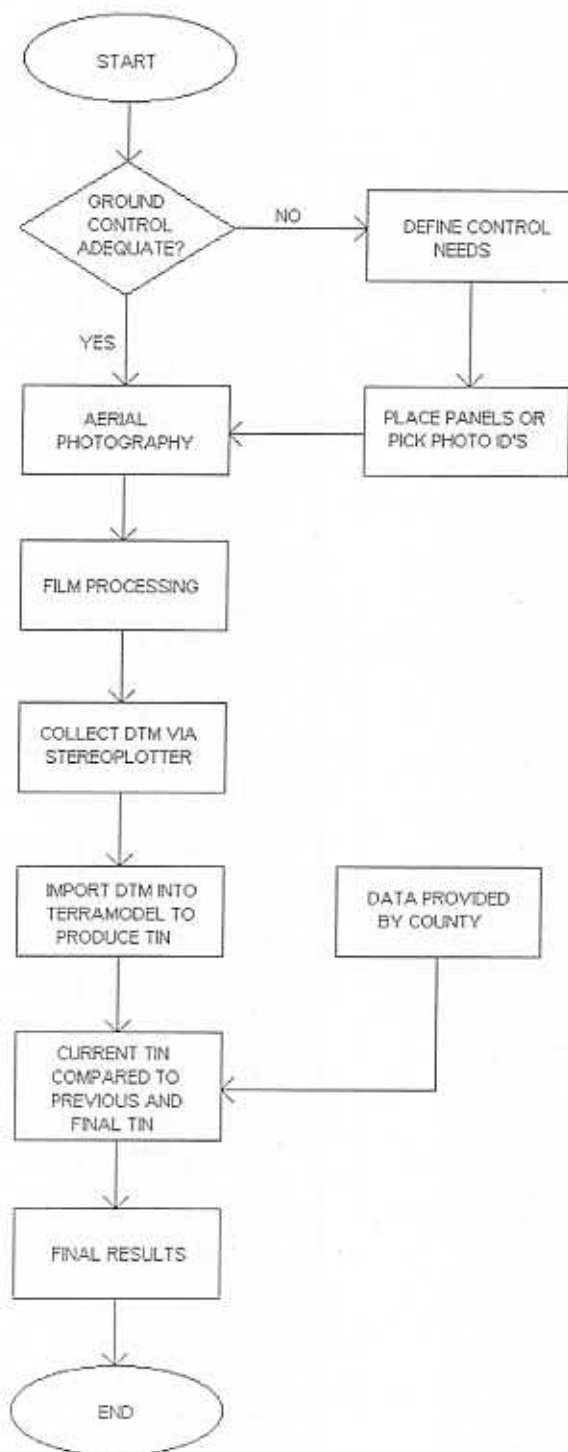 START
GROUND
CONTROL
ADEQUATE?
NO
DEFINE CONTROL
NEEDS
YES
AERIAL
PHOTOGRAPHY
PLACE PANELS OR
PICK PHOTO ID'S
FILM PROCESSING
COLLECT DTM VIA
STEREOPLOTTER
IMPORT DTM INTO
TERRAMODEL TO
PRODUCE TIN
DATA PROVIDED
BY COUNTY
CURRENT TIN
COMPARED TO
PREVIOUS AND
FINAL TIN
FINAL RESULTS
END